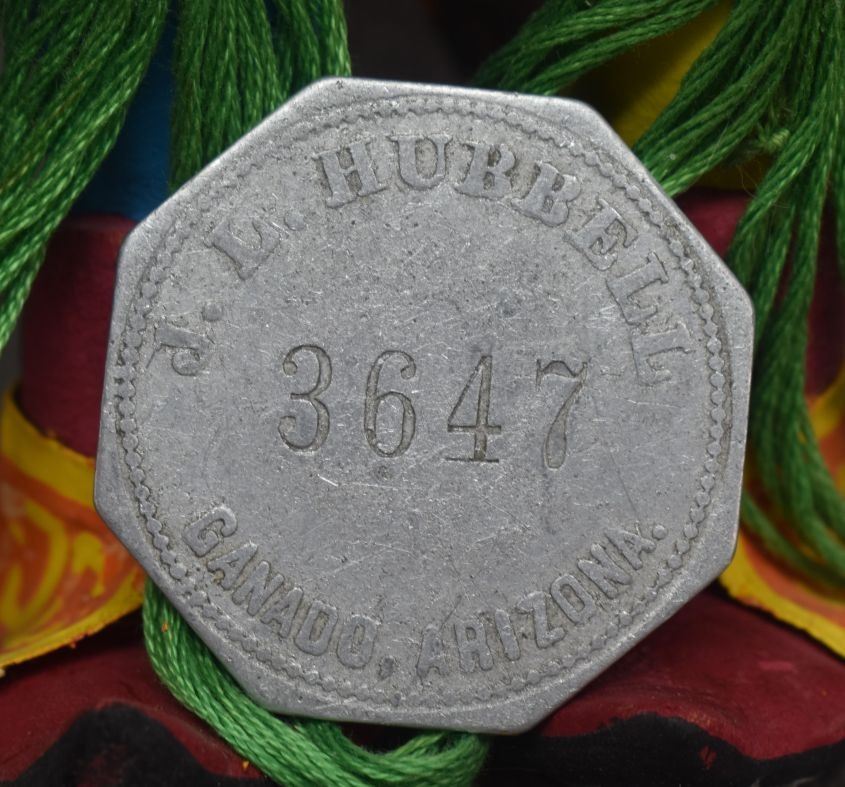 J. L. HUBBELL
3647
GANADO, ARIZONA.